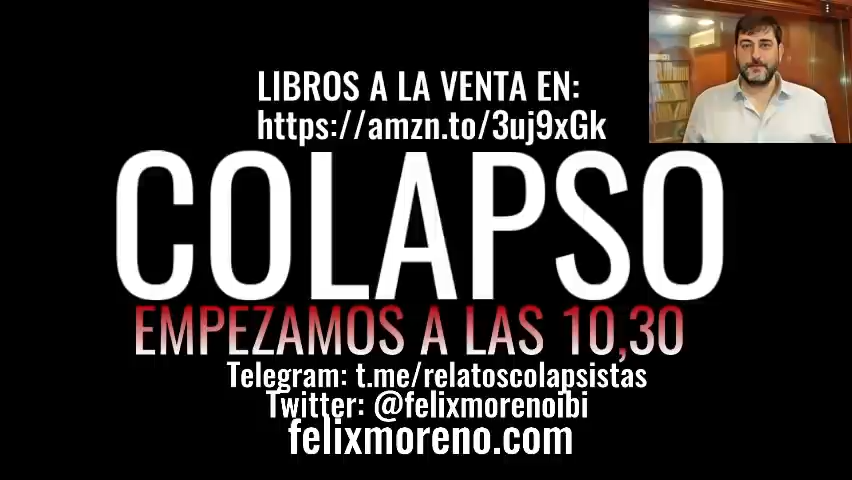 LIBROS A LA VENTA EN:
https://amzn.to/3uj9xGk
COLAPSO
EMPEZAMOS A LAS 10,30
Telegram: t.me/relatoscolapsistas
Twitter: @felixmorenoibi
felixmoreno.com